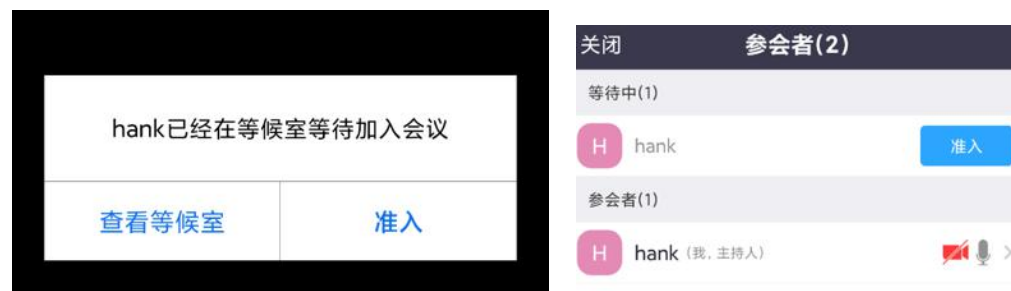 hank已经在等候室等待加入会议
查看等候室
准入
关闭
参会者(2)
等待中(1)
H
hank
准入
参会者(1)
H
hank (我, 主持人)